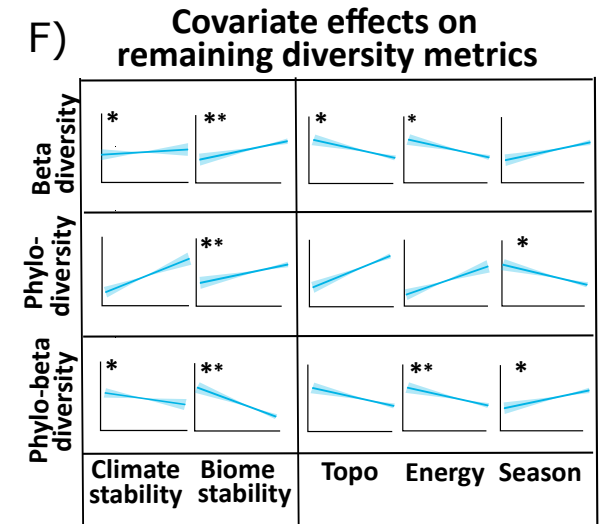 F)
Covariate effects on
remaining diversity metrics
Beta
diversity
* ** * *
Phylo-
diversity
** *
Phylo-beta
diversity
* ** ** *
Climate
stability
Biome
stability
Topo
Energy
Season